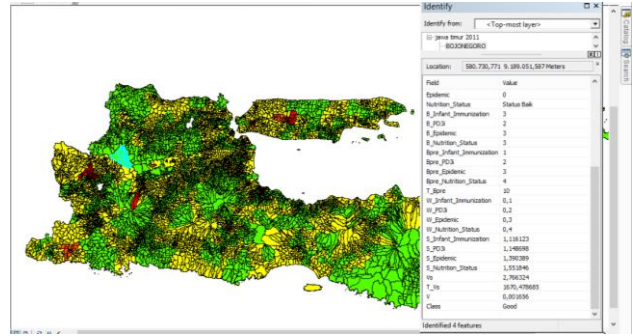 Identify
Identify from: <Top-most layer>
jawa timur 2011
BOJONEGORO
Location: 580.730,771 9.189.051,587 Meters
Field Value
Epidemic 0
Nutrition_Status Status Baik
B_Infant_Immunization 3
B_PD3i 2
B_Epidemic 3
B_Nutrition_Status 3
Bpre_Infant_Immunization 1
Bpre_PD3i 2
Bpre_Epidemic 3
Bpre_Nutrition_Status 4
T_Bpre 10
W_Infant_Immunization 0,1
W_PD3i 0,2
W_Epidemic 0,3
W_Nutrition_Status 0,4
S_Infant_Immunization 1,116123
S_PD3i 1,148698
S_Epidemic 1,390389
S_Nutrition_Status 1,551846
Vs 2,766324
T_Vs 1670,478685
V 0,001656
Class Good
Identified 4 features
Catalog
Search